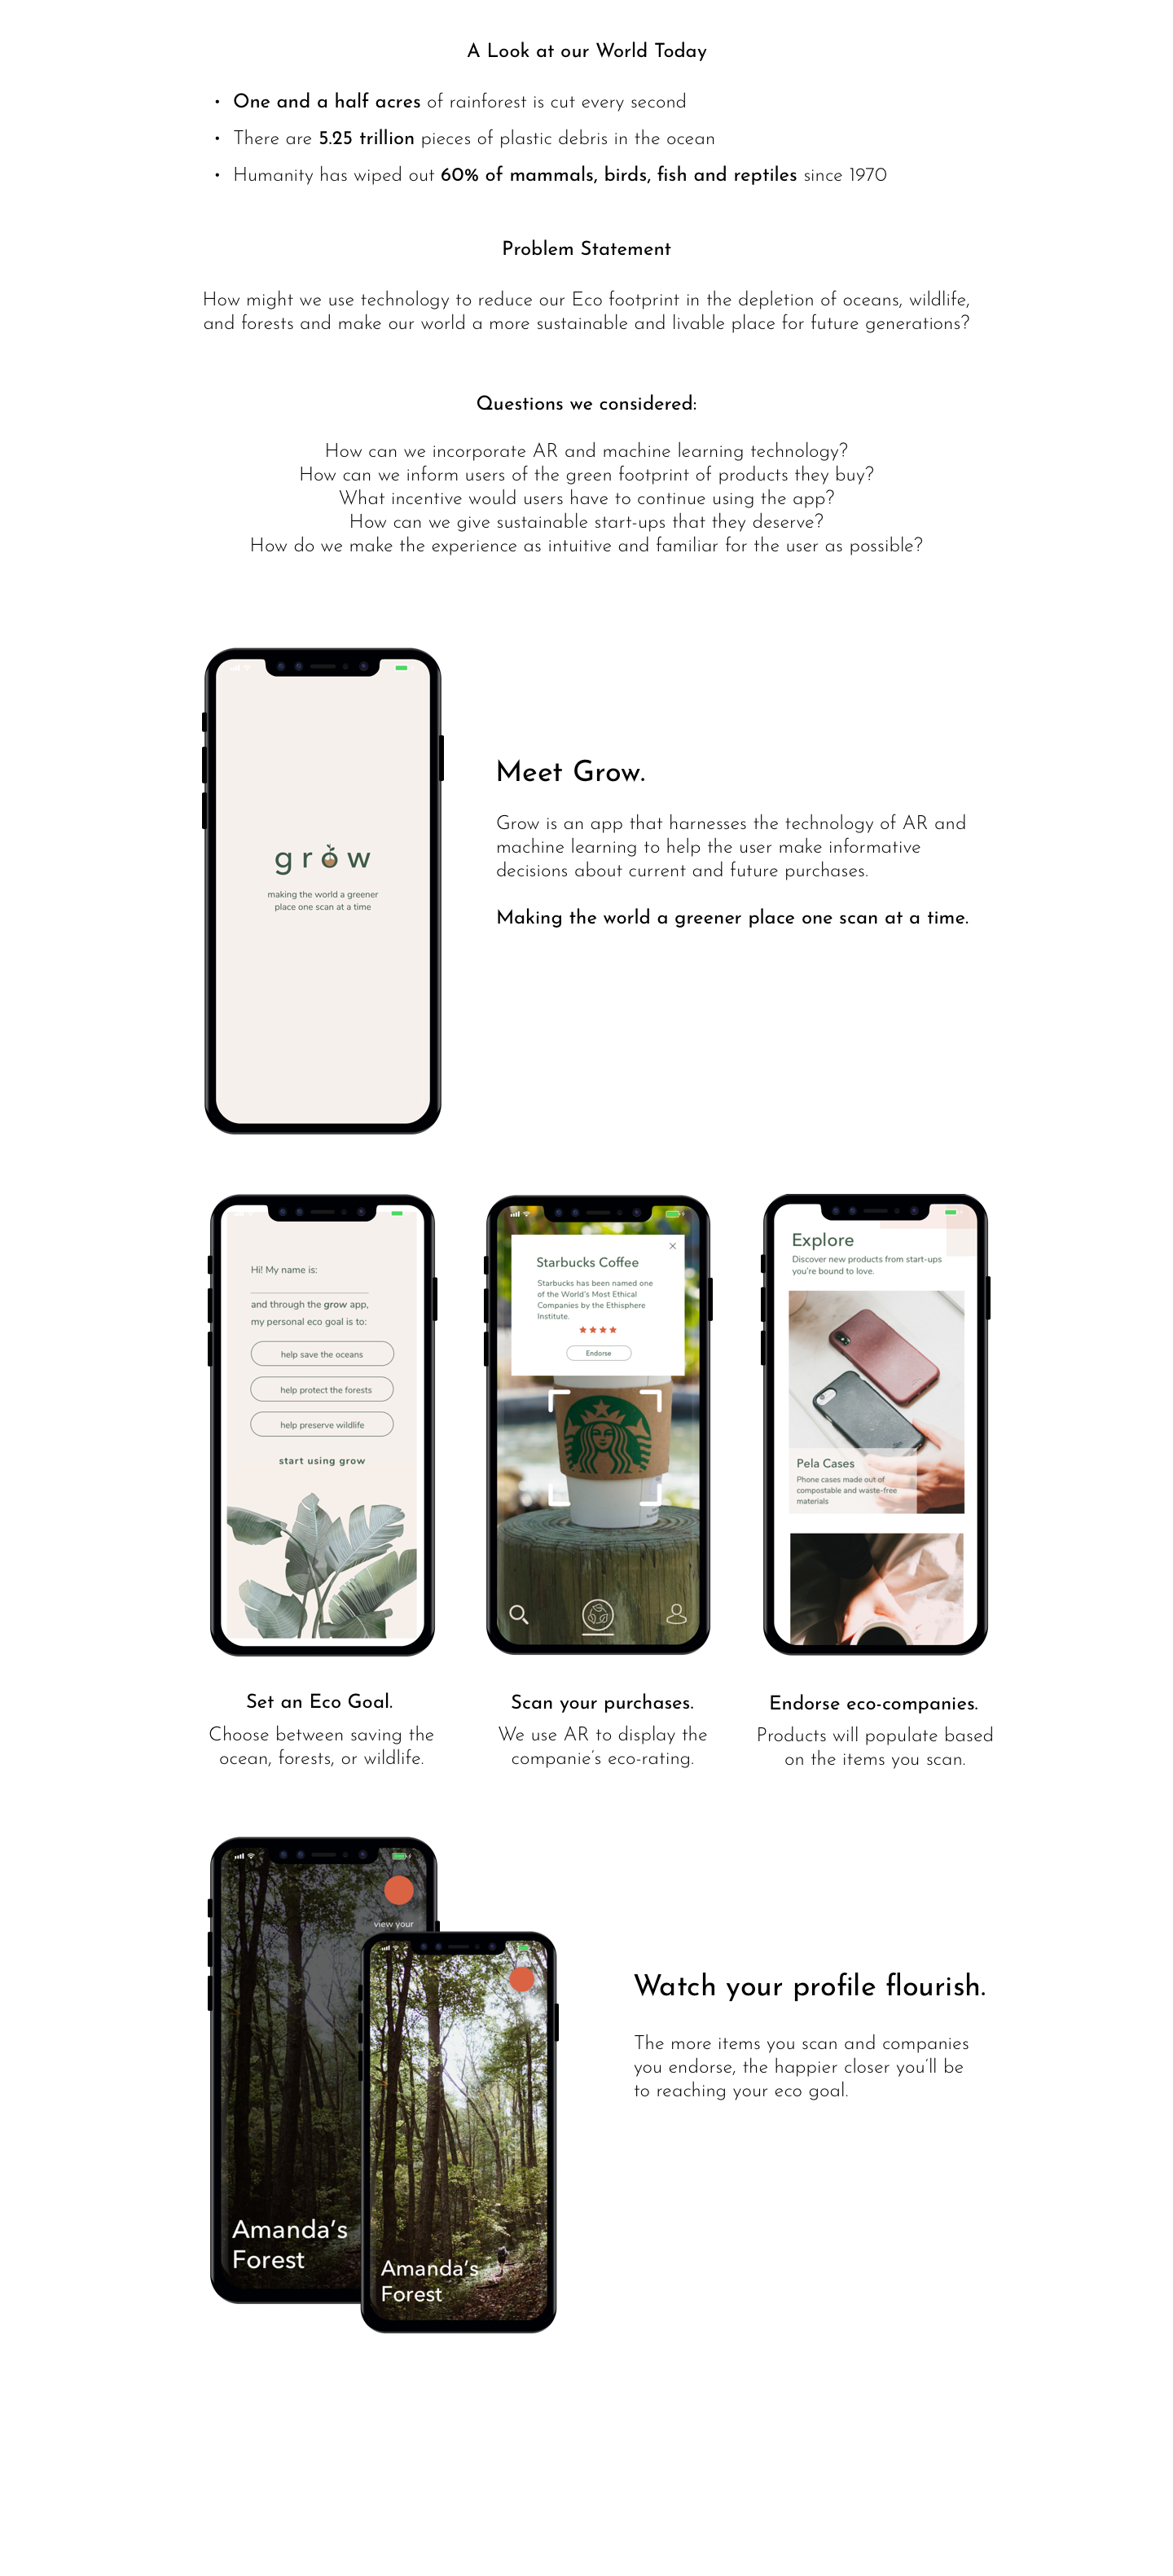 A Look at our World Today
• One and a half acres of rainforest is cut every second
• There are 5.25 trillion pieces of plastic debris in the ocean
• Humanity has wiped out 60% of mammals, birds, fish and reptiles since 1970
Problem Statement
How might we use technology to reduce our Eco footprint in the depletion of oceans, wildlife,
and forests and make our world a more sustainable and livable place for future generations?
Questions we considered:
How can we incorporate AR and machine learning technology?
How can we inform users of the green footprint of products they buy?
What incentive would users have to continue using the app?
How can we give sustainable start-ups that they deserve?
How do we make the experience as intuitive and familiar for the user as possible?
grow
making the world a greener
place one scan at a time
Meet Grow.
Grow is an app that harnesses the technology of AR and
machine learning to help the user make informative
decisions about current and future purchases.
Making the world a greener place one scan at a time.
Hi! My name is:
and through the grow app,
my personal eco goal is to:
help save the oceans
help protect the forests
help preserve wildlife
start using grow
Starbucks Coffee
Starbucks has been named one
of the World's Most Ethical
Companies by the Ethisphere
Institute.
Endorse
Explore
Discover new products from start-ups
you're bound to love.
Pela Cases
Phone cases made out of
compostable and waste-free
materials
Set an Eco Goal.
Choose between saving the
ocean, forests, or wildlife.
Scan your purchases.
We use AR to display the
companie's eco-rating.
Endorse eco-companies.
Products will populate based
on the items you scan.
view your
Amanda's
Forest
Amanda's
Forest
Watch your profile flourish.
The more items you scan and companies
you endorse, the happier closer you'll be
to reaching your eco goal.